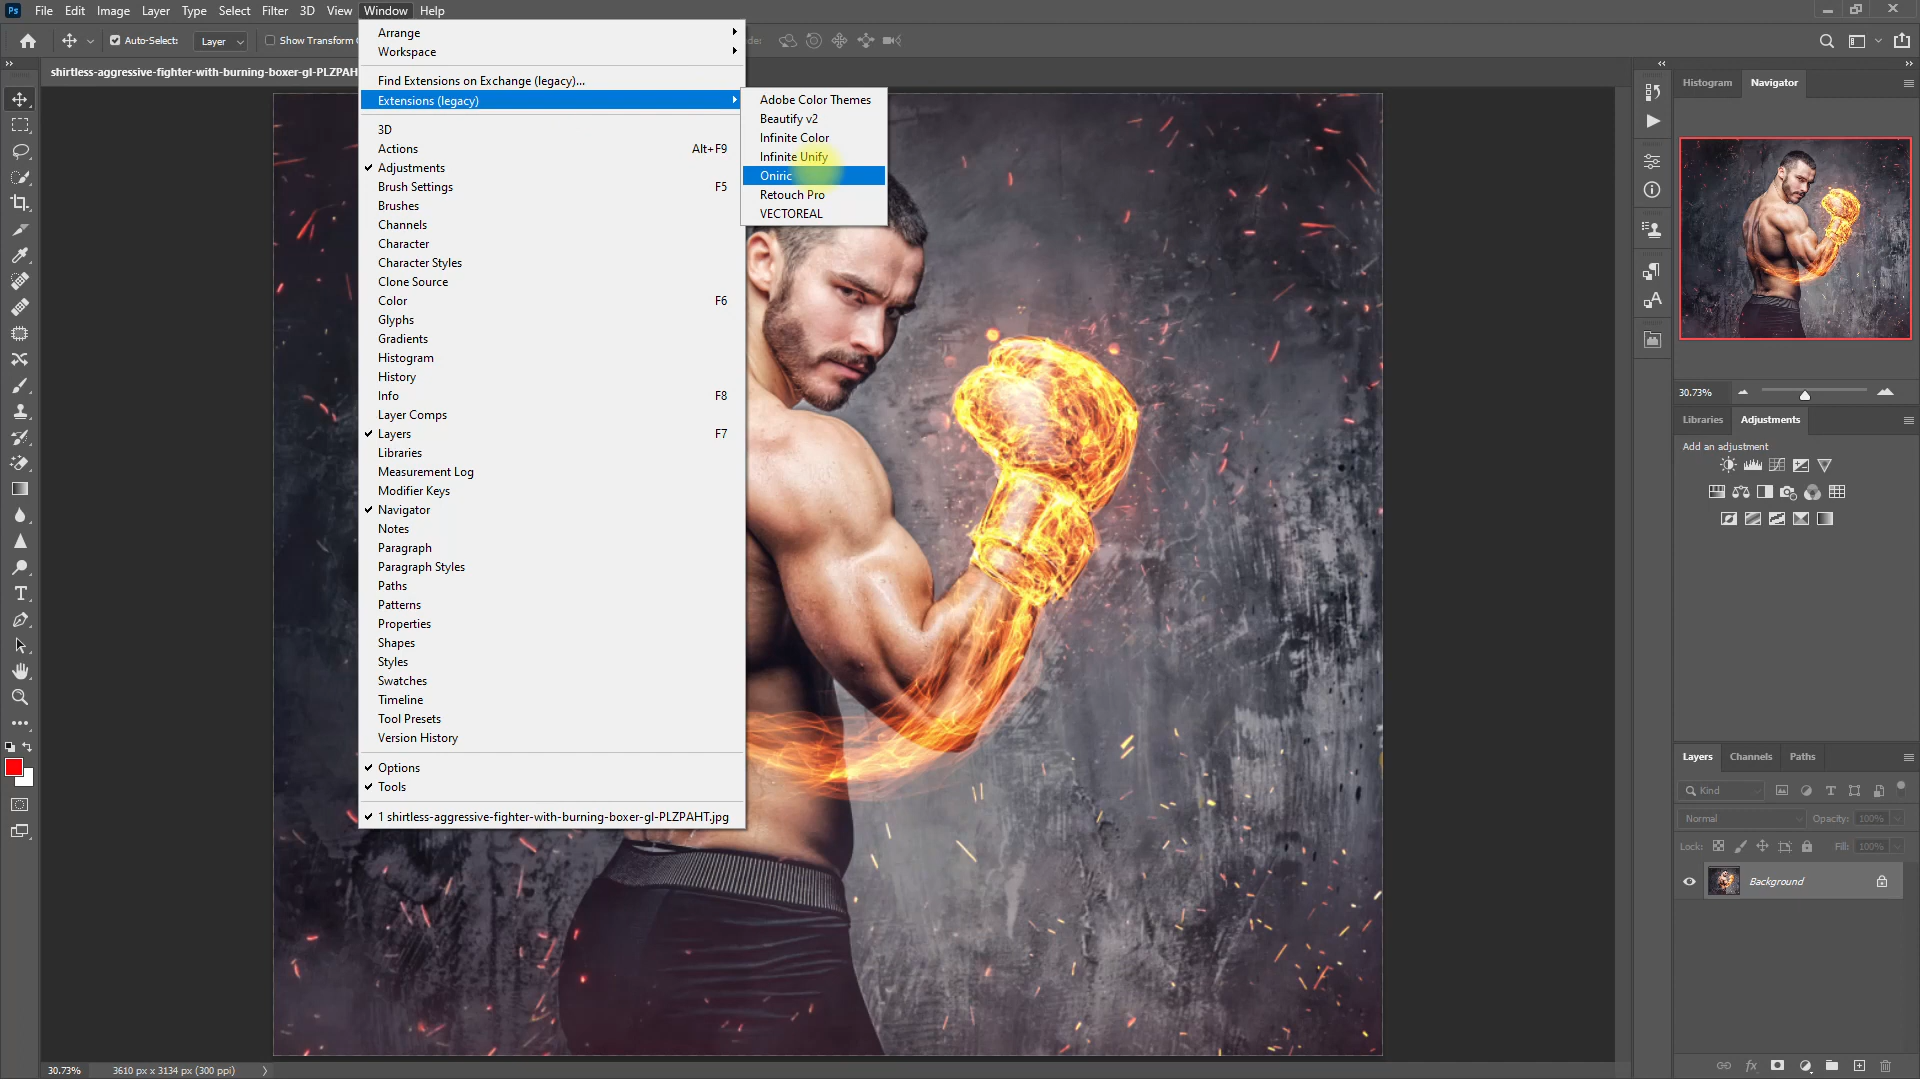 Ps File Edit Image Layer Type Select Filter 3D View Window Help
Auto-Select: Layer Show Transform
shirtless-aggressive-fighter-with-burning-boxer-gl-PLZPAH
Arrange
Workspace
Find Extensions on Exchange (legacy)...
Extensions (legacy)
3D
Actions Alt+F9
Adjustments
Brush Settings F5
Brushes
Channels
Character
Character Styles
Clone Source
Color F6
Glyphs
Gradients
Histogram
History
Info F8
Layer Comps
Layers F7
Libraries
Measurement Log
Modifier Keys
Navigator
Notes
Paragraph
Paragraph Styles
Paths
Patterns
Properties
Shapes
Styles
Swatches
Timeline
Tool Presets
Version History
Options
Tools
1 shirtless-aggressive-fighter-with-burning-boxer-gl-PLZPAHT.jpg
Adobe Color Themes
Beautify v2
Infinite Color
Infinite Unify
Oniric
Retouch Pro
VECTOREAL
Histogram Navigator
30.73%
Libraries Adjustments
Add an adjustment
Layers Channels Paths
Kind
Normal Opacity: 100%
Lock: Fill: 100%
Background
30.73% 3610 px x 3134 px (300 ppi)